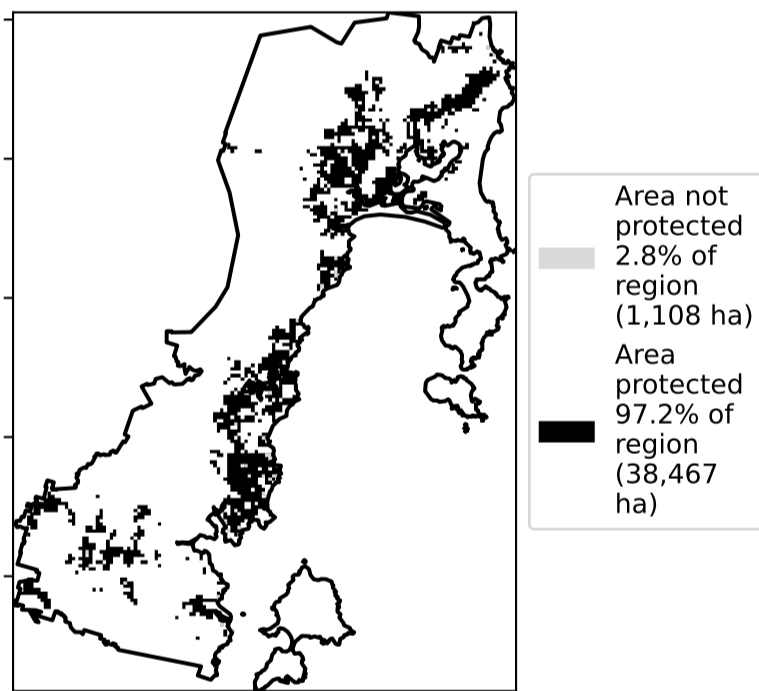 Area not
protected
2.8% of
region
(1,108 ha)
Area
protected
97.2% of
region
(38,467
ha)